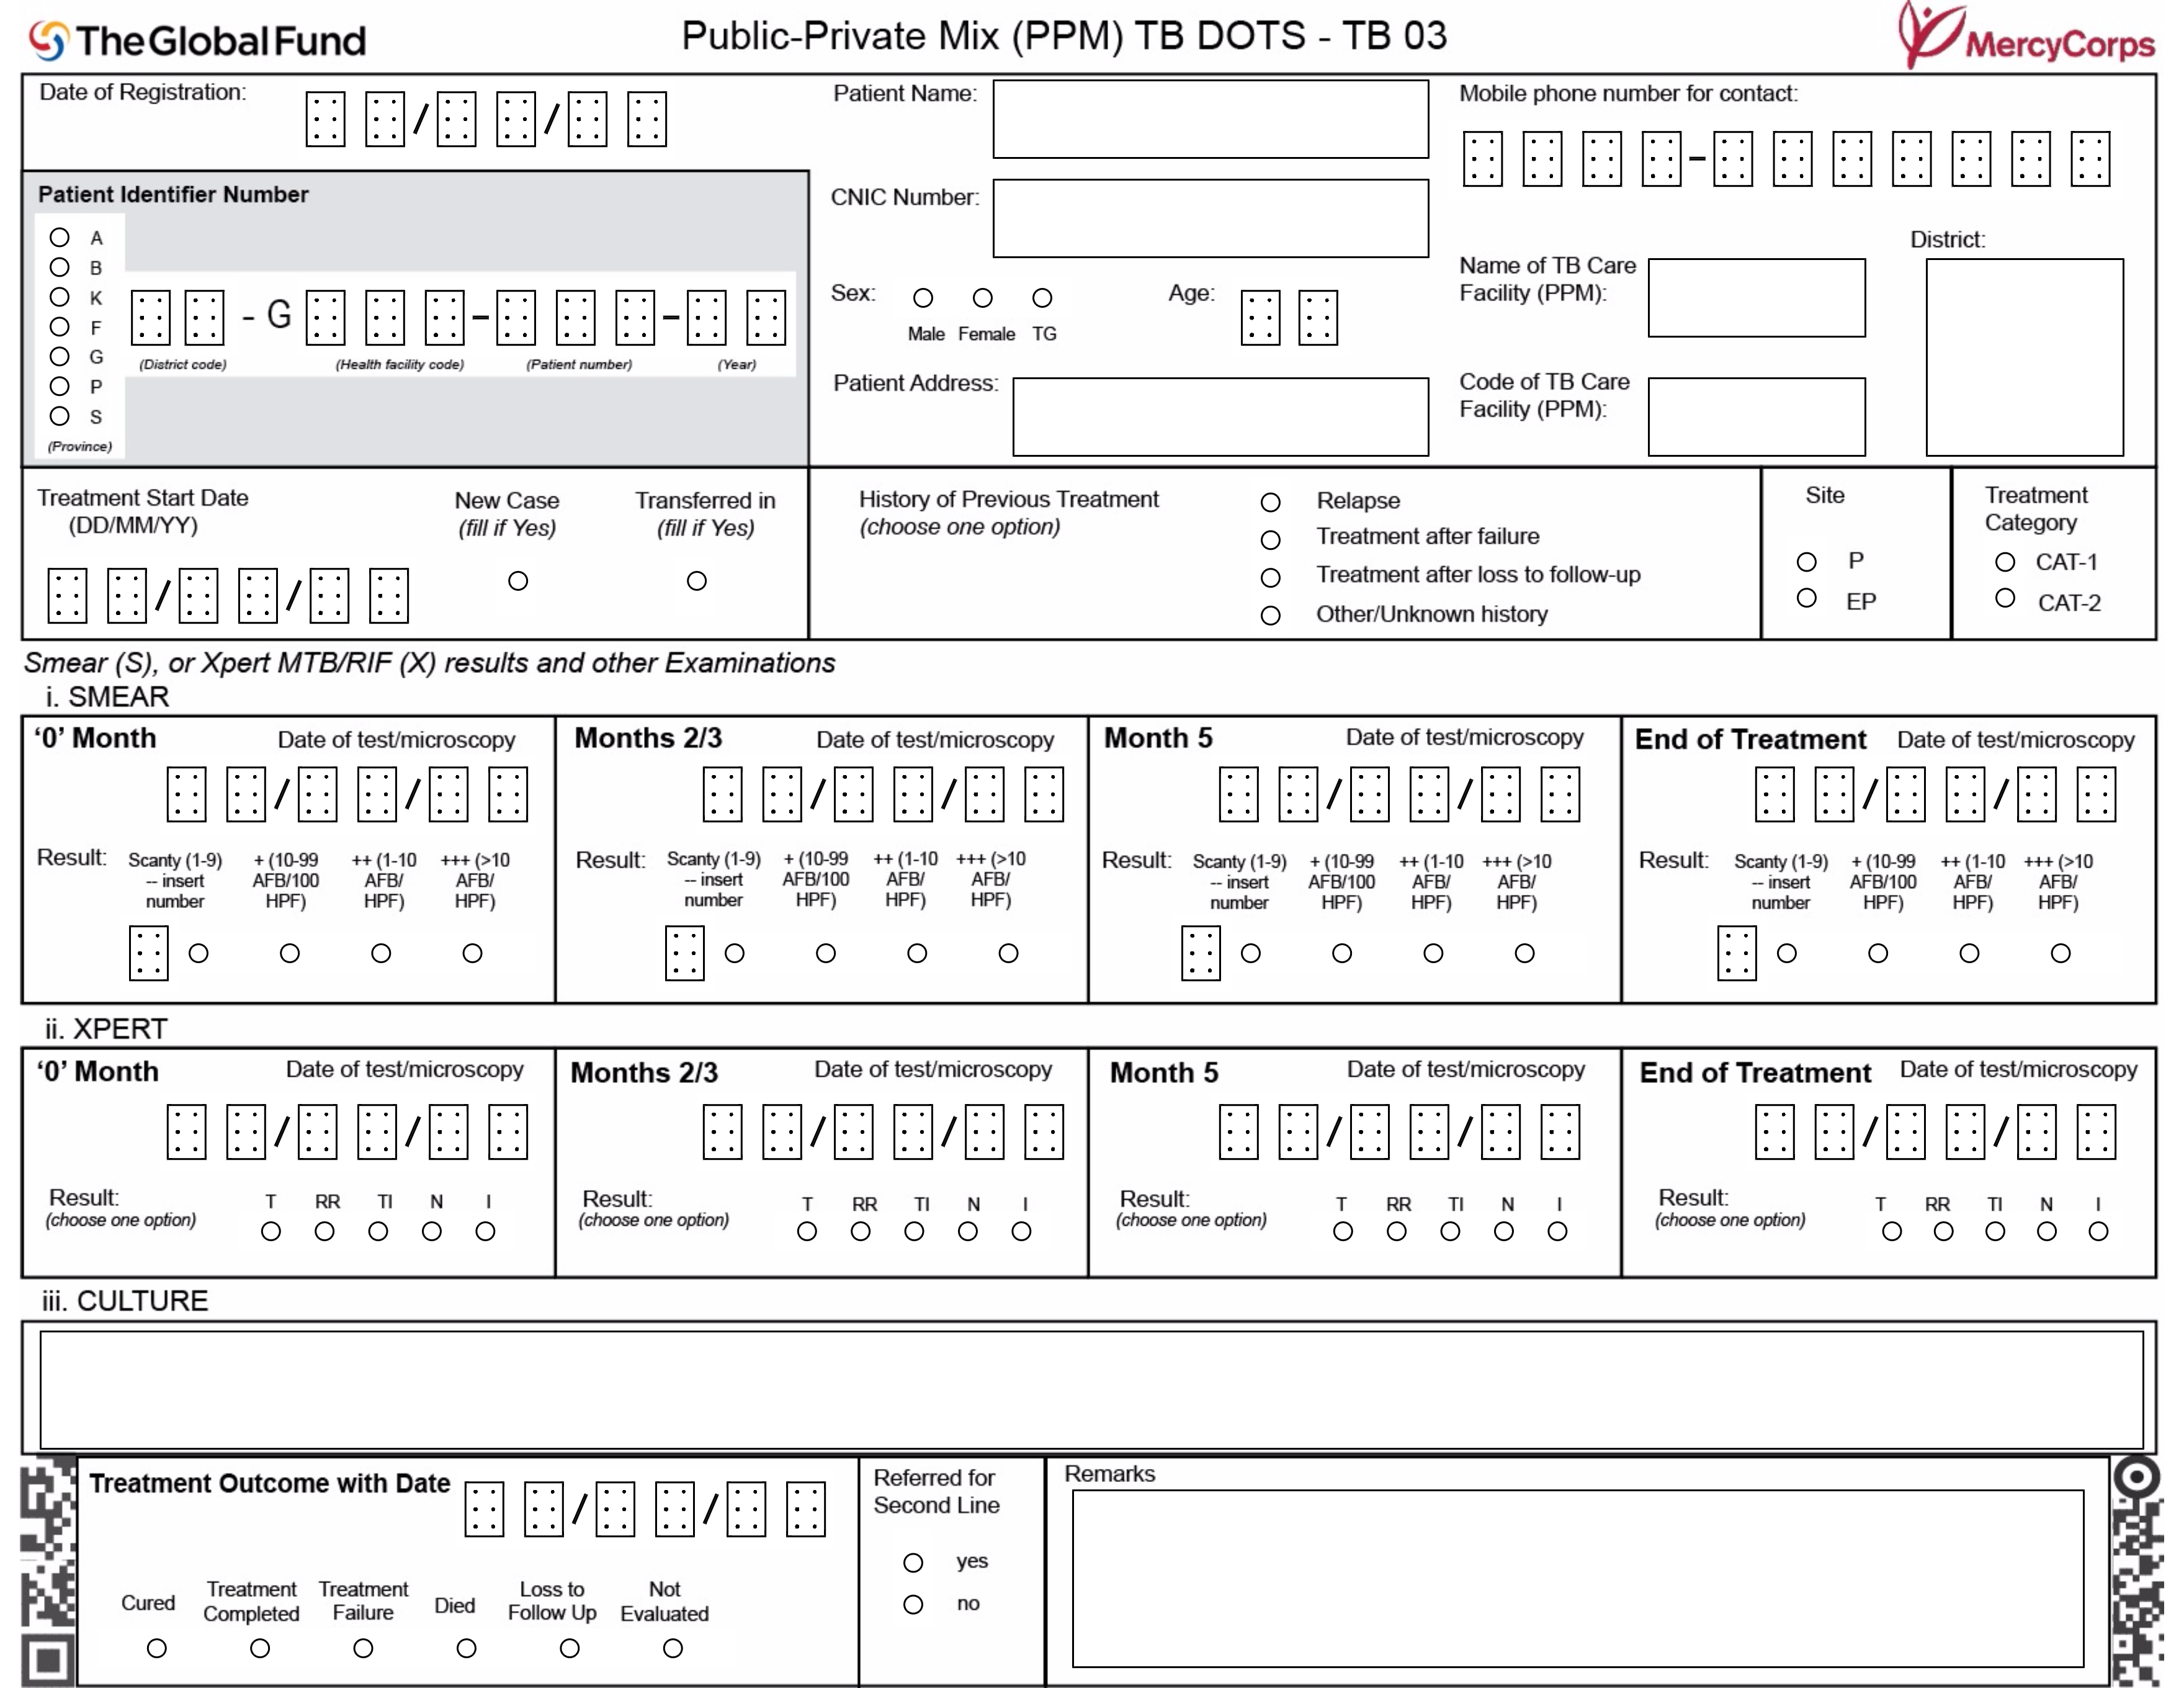 The Global Fund
Public-Private Mix (PPM) TB DOTS - TB 03
MercyCorps
Date of Registration:
/ /
Patient Name:
Mobile phone number for contact:
-
Patient Identifier Number
A
B
K
F
G
P
S
(Province)
- G - -
(District code) (Health facility code) (Patient number) (Year)
CNIC Number:
Sex:
Male Female TG
Age:
Patient Address:
Name of TB Care
Facility (PPM):
Code of TB Care
Facility (PPM):
District:
Treatment Start Date
(DD/MM/YY)
/ /
New Case
(fill if Yes)
Transferred in
(fill if Yes)
History of Previous Treatment
(choose one option)
Relapse
Treatment after failure
Treatment after loss to follow-up
Other/Unknown history
Site
P
EP
Treatment
Category
CAT-1
CAT-2
Smear (S), or Xpert MTB/RIF (X) results and other Examinations
i. SMEAR
‘0’ Month Date of test/microscopy
/ /
Result: Scanty (1-9) + (10-99 ++ (1-10 +++ (>10
-- insert AFB/100 AFB/ AFB/
number HPF) HPF) HPF)
Months 2/3 Date of test/microscopy
/ /
Result: Scanty (1-9) + (10-99 ++ (1-10 +++ (>10
-- insert AFB/100 AFB/ AFB/
number HPF) HPF) HPF)
Month 5 Date of test/microscopy
/ /
Result: Scanty (1-9) + (10-99 ++ (1-10 +++ (>10
-- insert AFB/100 AFB/ AFB/
number HPF) HPF) HPF)
End of Treatment Date of test/microscopy
/ /
Result: Scanty (1-9) + (10-99 ++ (1-10 +++ (>10
-- insert AFB/100 AFB/ AFB/
number HPF) HPF) HPF)
ii. XPERT
‘0’ Month Date of test/microscopy
/ /
Result: T RR TI N I
(choose one option)
Months 2/3 Date of test/microscopy
/ /
Result: T RR TI N I
(choose one option)
Month 5 Date of test/microscopy
/ /
Result: T RR TI N I
(choose one option)
End of Treatment Date of test/microscopy
/ /
Result: T RR TI N I
(choose one option)
iii. CULTURE
Treatment Outcome with Date / /
Cured
Treatment
Completed
Treatment
Failure
Died
Loss to
Follow Up
Not
Evaluated
Referred for
Second Line
yes
no
Remarks